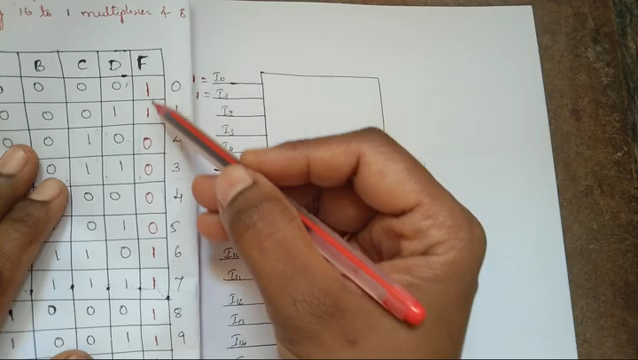 16 to 1 multiplexer & 8
B C D F
0 0 0 1 0
0 0 1 1
0 1 0 0 2
0 1 1 0 3
0 0 0 4
0 1 0 5
1 1 0 1 6
1 1 1 1 7
0 0 0 1 8
0 0 1 1 9
1 = I0
1 = I1
I2
I3
I4
I11
I12
I13
I14